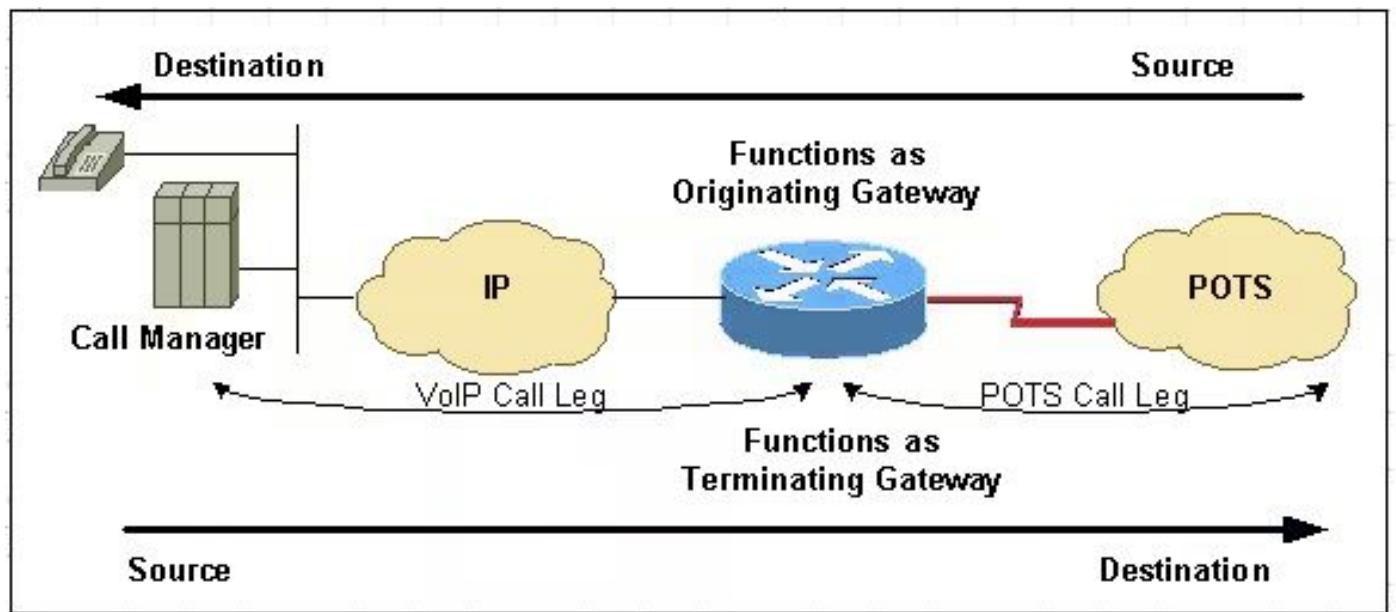 Destination
Source
Functions as
Originating Gateway
IP
POTS
Call Manager
VoIP Call Leg
POTS Call Leg
Functions as
Terminating Gateway
Source
Destination